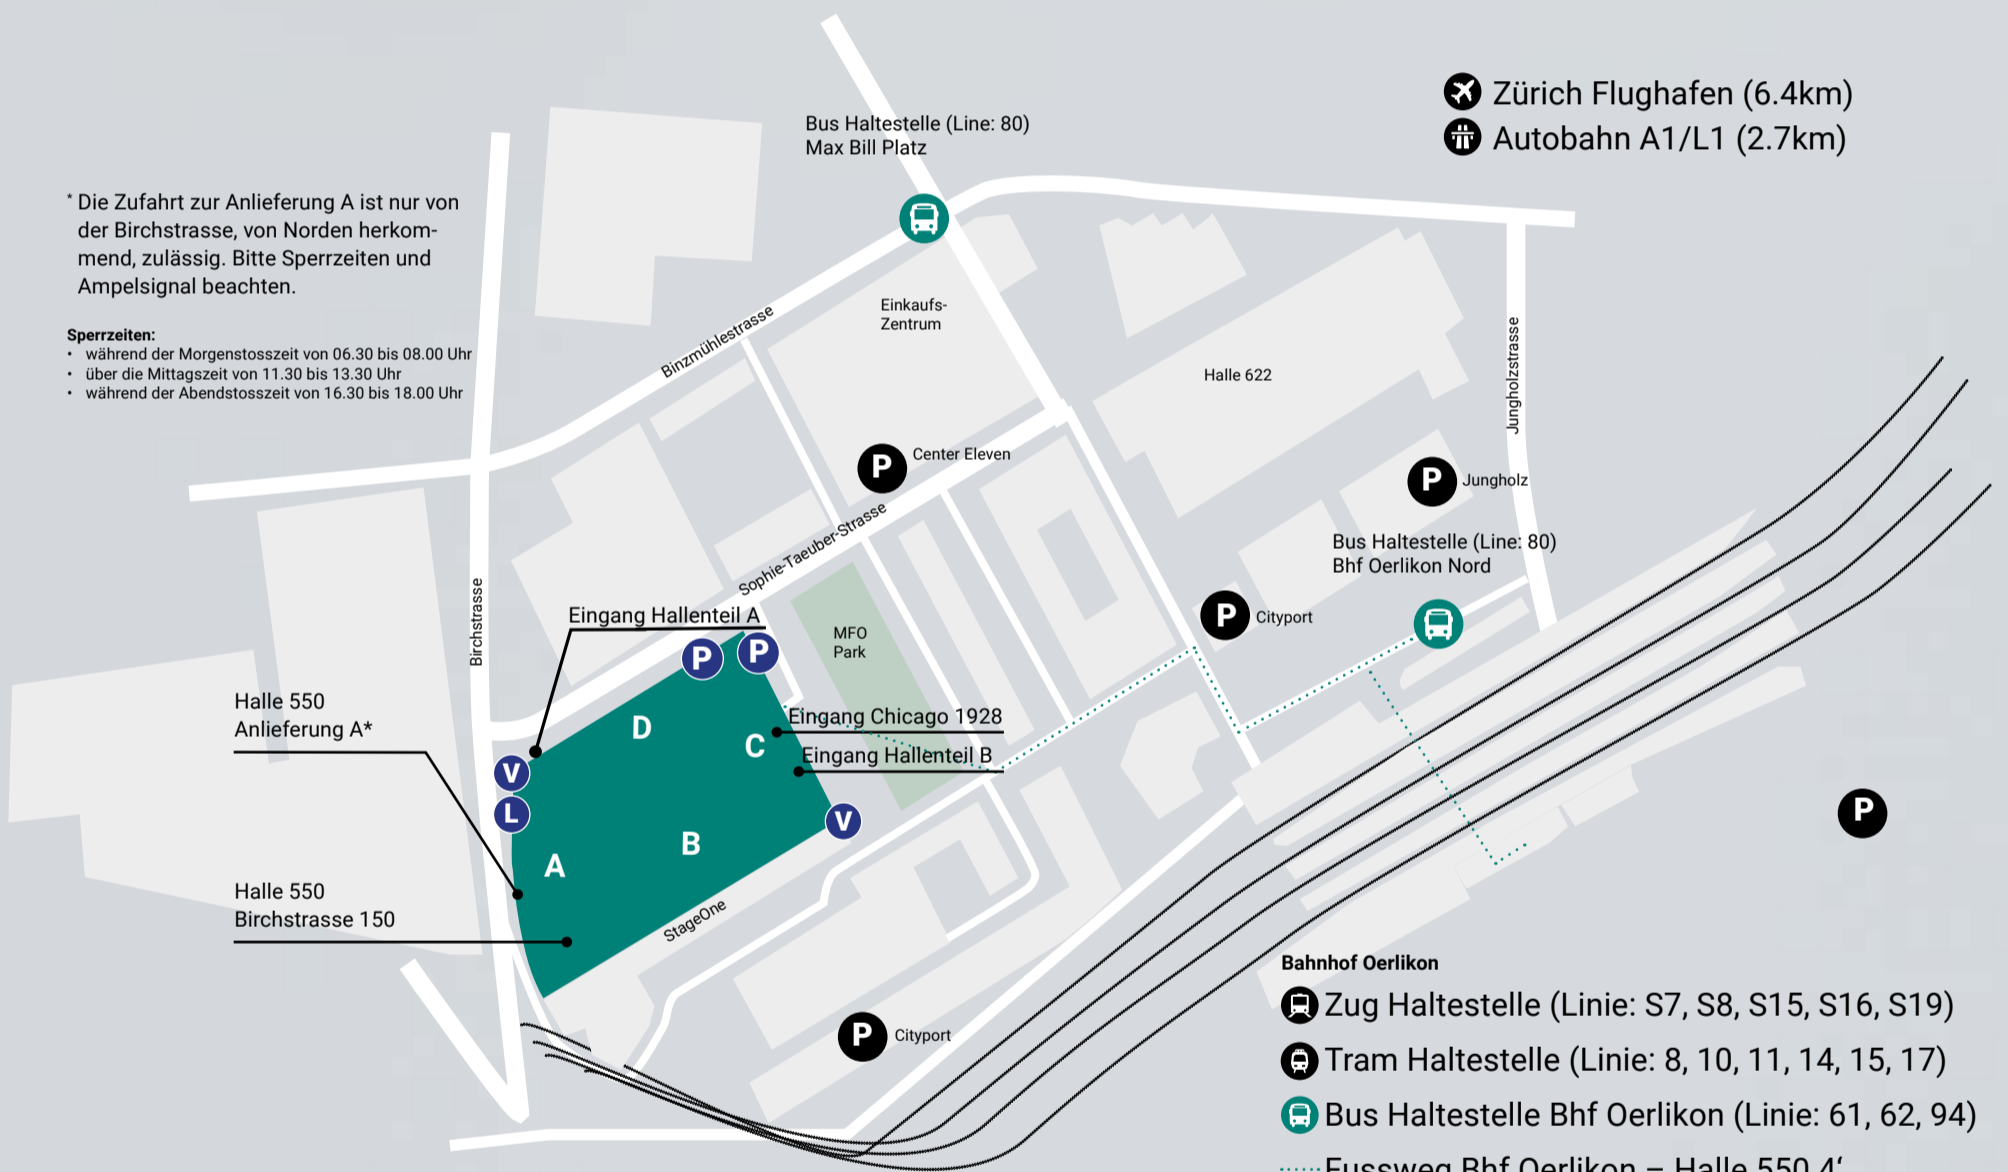 Zürich Flughafen (6.4km)
Autobahn A1/L1 (2.7km)
Bus Haltestelle (Line: 80)
Max Bill Platz
* Die Zufahrt zur Anlieferung A ist nur von
der Birchstrasse, von Norden herkom-
mend, zulässig. Bitte Sperrzeiten und
Ampelsignal beachten.
Sperrzeiten:
• während der Morgenstosszeit von 06.30 bis 08.00 Uhr
• über die Mittagszeit von 11.30 bis 13.30 Uhr
• während der Abendstosszeit von 16.30 bis 18.00 Uhr
Binzmühlestrasse
Einkaufs-
Zentrum
Halle 622
Jungholzstrasse
P
Center Eleven
P
Jungholz
Sophie-Taeuber-Strasse
Bus Haltestelle (Line: 80)
Bhf Oerlikon Nord
Birchstrasse
Eingang Hallenteil A
P
Cityport
MFO
Park
P
P
Halle 550
Anlieferung A*
D
C
Eingang Chicago 1928
Eingang Hallenteil B
V
L
V
P
A
B
Halle 550
Birchstrasse 150
StageOne
P
Cityport
Bahnhof Oerlikon
Zug Haltestelle (Linie: S7, S8, S15, S16, S19)
Tram Haltestelle (Linie: 8, 10, 11, 14, 15, 17)
Bus Haltestelle Bhf Oerlikon (Linie: 61, 62, 94)
Fussweg Bhf Oerlikon – Halle 550 4‘